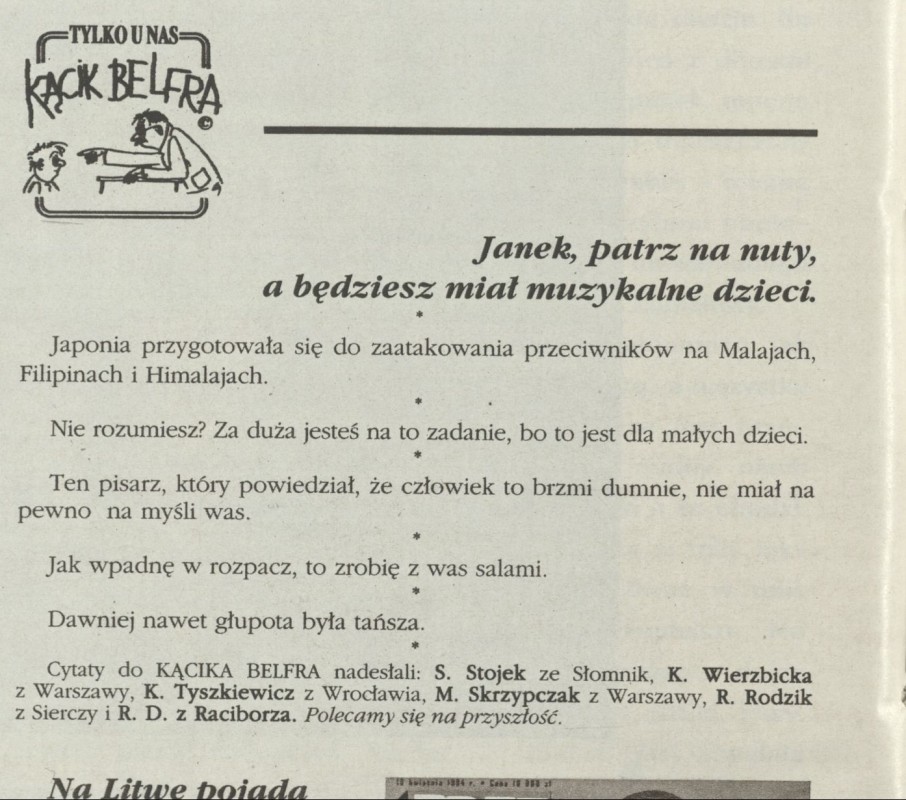 TYLKO U NAS
KĄCIK BELFRA
©
Janek, patrz na nuty,
a będziesz miał muzykalne dzieci.
*
Japonia przygotowała się do zaatakowania przeciwników na Malajach,
Filipinach i Himalajach.
*
Nie rozumiesz? Za duża jesteś na to zadanie, bo to jest dla małych dzieci.
*
Ten pisarz, który powiedział, że człowiek to brzmi dumnie, nie miał na
pewno na myśli was.
*
Jak wpadnę w rozpacz, to zrobię z was salami.
*
Dawniej nawet głupota była tańsza.
*
Cytaty do KĄCIKA BELFRA nadesłali: S. Stojek ze Słomnik, K. Wierzbicka
z Warszawy, K. Tyszkiewicz z Wrocławia, M. Skrzypczak z Warszawy, R. Rodzik
z Sierczy i R. D. z Raciborza. Polecamy się na przyszłość.
Na Litwę pojadą
kwietnia 1994 r. • Cena